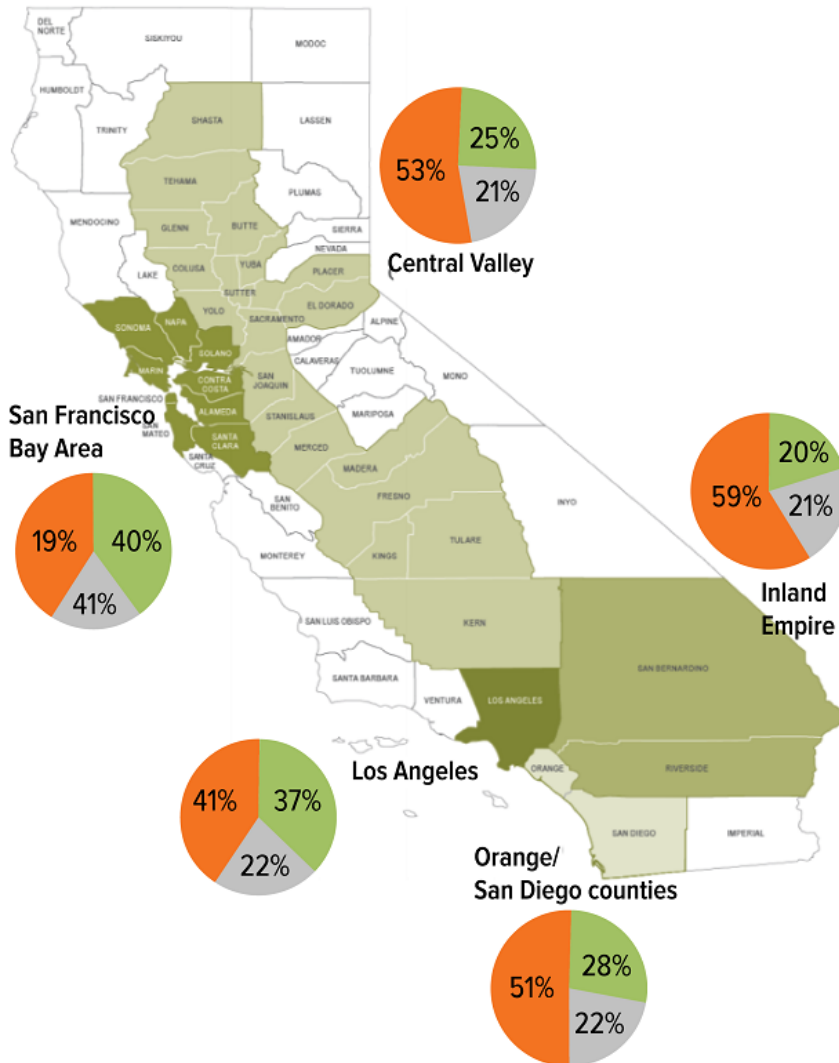 DEL
NORTE
SISKIYOU
MODOC
HUMBOLDT
TRINITY
SHASTA
LASSEN
TEHAMA
PLUMAS
MENDOCINO
GLENN
BUTTE
SIERRA
NEVADA
LAKE
COLUSA
YUBA
PLACER
SUTTER
YOLO
EL DORADO
SONOMA
NAPA
SACRAMENTO
ALPINE
SOLANO
AMADOR
CALAVERAS
MARIN
SAN
JOAQUIN
TUOLUMNE
MONO
CONTRA
COSTA
SAN FRANCISCO
ALAMEDA
STANISLAUS
MARIPOSA
SAN
MATEO
SANTA
CLARA
MERCED
SANTA
CRUZ
MADERA
SAN
BENITO
FRESNO
INYO
MONTEREY
KINGS
TULARE
SAN LUIS OBISPO
KERN
SAN BERNARDINO
SANTA BARBARA
VENTURA
LOS ANGELES
ORANGE
RIVERSIDE
SAN DIEGO
IMPERIAL
53%
25%
21%
Central Valley
San Francisco
Bay Area
19%
40%
41%
59%
20%
21%
Inland
Empire
Los Angeles
41%
37%
22%
Orange/
San Diego counties
51%
28%
22%